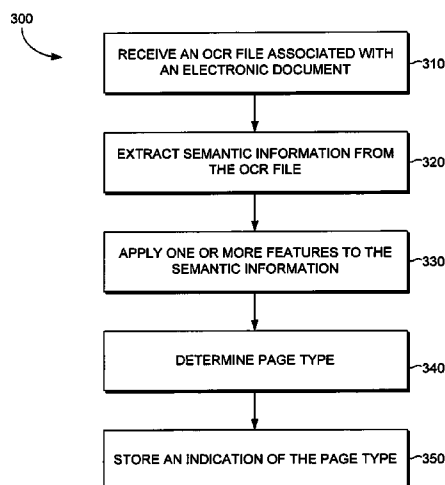 300
RECEIVE AN OCR FILE ASSOCIATED WITH
AN ELECTRONIC DOCUMENT
310
EXTRACT SEMANTIC INFORMATION FROM
THE OCR FILE
320
APPLY ONE OR MORE FEATURES TO THE
SEMANTIC INFORMATION
330
DETERMINE PAGE TYPE
340
STORE AN INDICATION OF THE PAGE TYPE
350